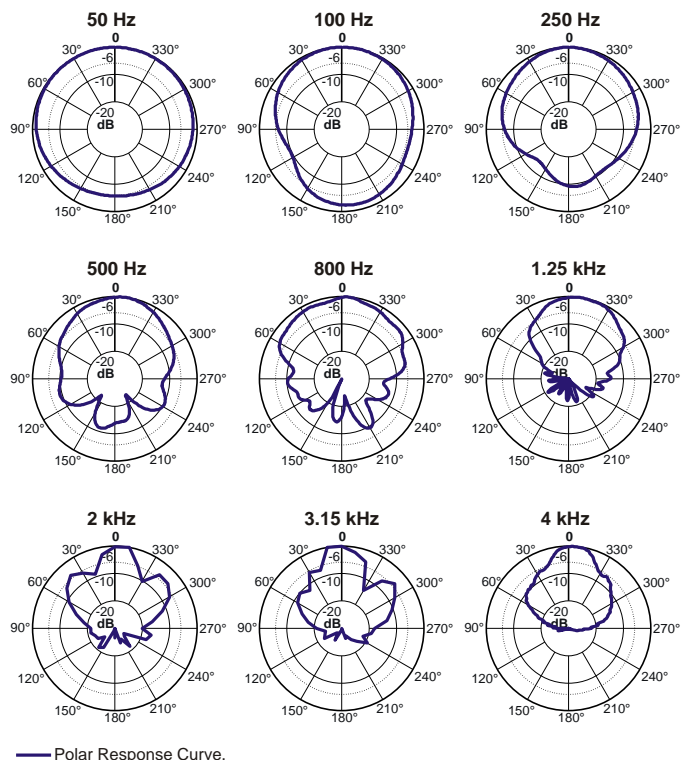 50 Hz 100 Hz 250 Hz
0 0 0
30° 330° 30° 330° 30° 330°
-6 -6 -6
60° -10 300° 60° -10 300° 60° -10 300°
-20 -20 -20
90° dB 270° 90° dB 270° 90° dB 270°
120° 240° 120° 240° 120° 240°
150° 210° 150° 210° 150° 210°
180° 180° 180°
500 Hz 800 Hz 1.25 kHz
0 0 0
30° 330° 30° 330° 30° 330°
-6 -6 -6
60° -10 300° 60° -10 300° 60° -10 300°
-20 -20 -20
90° dB 270° 90° dB 270° 90° dB 270°
120° 240° 120° 240° 120° 240°
150° 210° 150° 210° 150° 210°
180° 180° 180°
2 kHz 3.15 kHz 4 kHz
0 0 0
30° 330° 30° 330° 30° 330°
-6 -6 -6
60° -10 300° 60° -10 300° 60° -10 300°
-20 -20 -20
90° dB 270° 90° dB 270° 90° dB 270°
120° 240° 120° 240° 120° 240°
150° 210° 150° 210° 150° 210°
180° 180° 180°
Polar Response Curve.